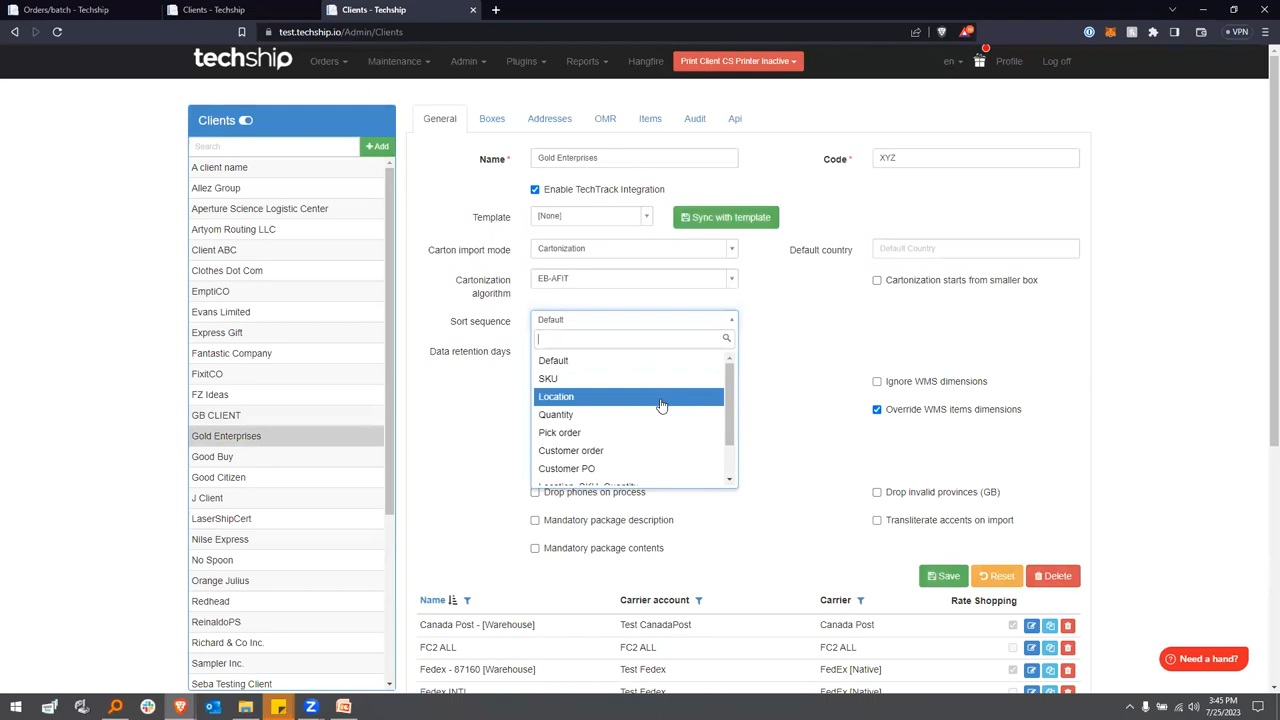 Orders/batch - Techship
Clients - Techship
Clients - Techship
test.techship.io/Admin/Clients
VPN
techship
Orders
Maintenance
Admin
Plugins
Reports
Hangfire
Print Client CS Printer Inactive
en
Profile
Log off
Clients
Search
Add
A client name
Allez Group
Aperture Science Logistic Center
Artyom Routing LLC
Client ABC
Clothes Dot Com
EmptiCO
Evans Limited
Express Gift
Fantastic Company
FixitCO
FZ Ideas
GB CLIENT
Gold Enterprises
Good Buy
Good Citizen
J Client
LaserShipCert
Nilse Express
No Spoon
Orange Julius
Redhead
ReinaldoPS
Richard & Co Inc.
Sampler Inc.
Seba Testing Client
General
Boxes
Addresses
OMR
Items
Audit
Api
Name *
Gold Enterprises
Code *
XYZ
Enable TechTrack Integration
Template
[None]
Sync with template
Carton import mode
Cartonization
Default country
Default Country
Cartonization algorithm
EB-AFIT
Cartonization starts from smaller box
Sort sequence
Default
Data retention days
Default
SKU
Location
Quantity
Pick order
Customer order
Customer PO
Location, SKU, Quantity
Ignore WMS dimensions
Override WMS items dimensions
Drop phones on process
Drop invalid provinces (GB)
Mandatory package description
Transliterate accents on import
Mandatory package contents
Save
Reset
Delete
Name
Carrier account
Carrier
Rate Shopping
Canada Post - [Warehouse]
Test CanadaPost
Canada Post
FC2 ALL
FC2 ALL
FC2 ALL
Fedex - 87160 [Warehouse]
Test Fedex
FedEx [Native]
Fedex INTL
Test Fedex
FedEx [Native]
Need a hand?
3:45 PM
7/25/2023